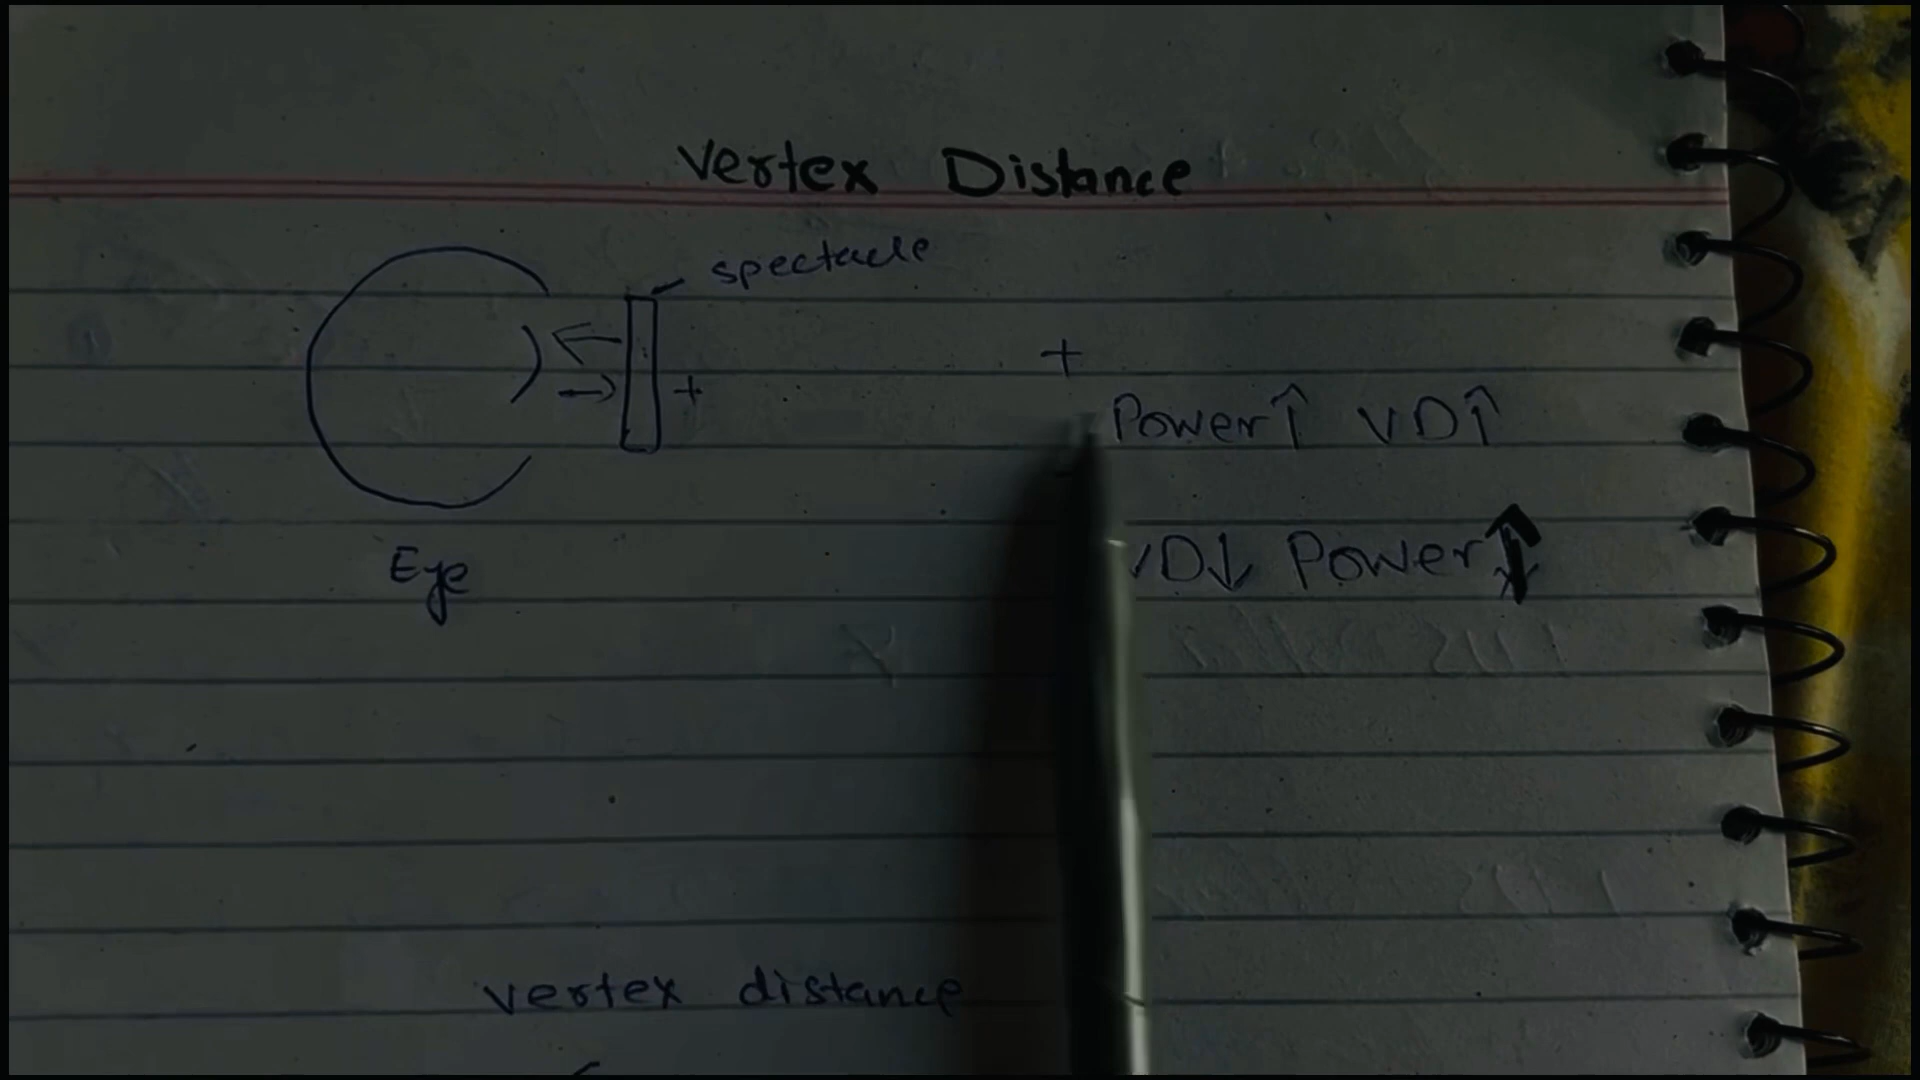 Vertex Distance
spectacle
+
+
Power↑ VD↑
VD↓ Power↑
Eye
vertex distance